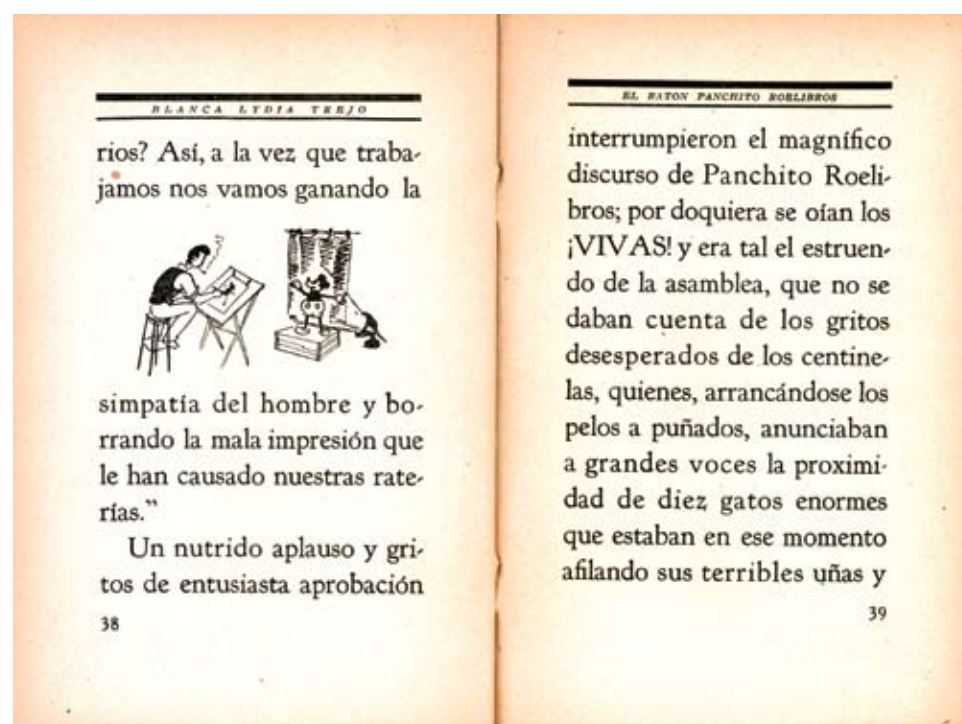 BLANCA LYDIA TREJO
rios? Así, a la vez que traba-
jamos nos vamos ganando la
simpatía del hombre y bo-
rrando la mala impresión que
le han causado nuestras rate-
rías."
Un nutrido aplauso y gri-
tos de entusiasta aprobación
38
EL RATON PANCHITO ROELIBROS
interrumpieron el magnífico
discurso de Panchito Roeli-
bros; por doquiera se oían los
¡VIVAS! y era tal el estruen-
do de la asamblea, que no se
daban cuenta de los gritos
desesperados de los centine-
las, quienes, arrancándose los
pelos a puñados, anunciaban
a grandes voces la proximi-
dad de diez gatos enormes
que estaban en ese momento
afilando sus terribles uñas y
39